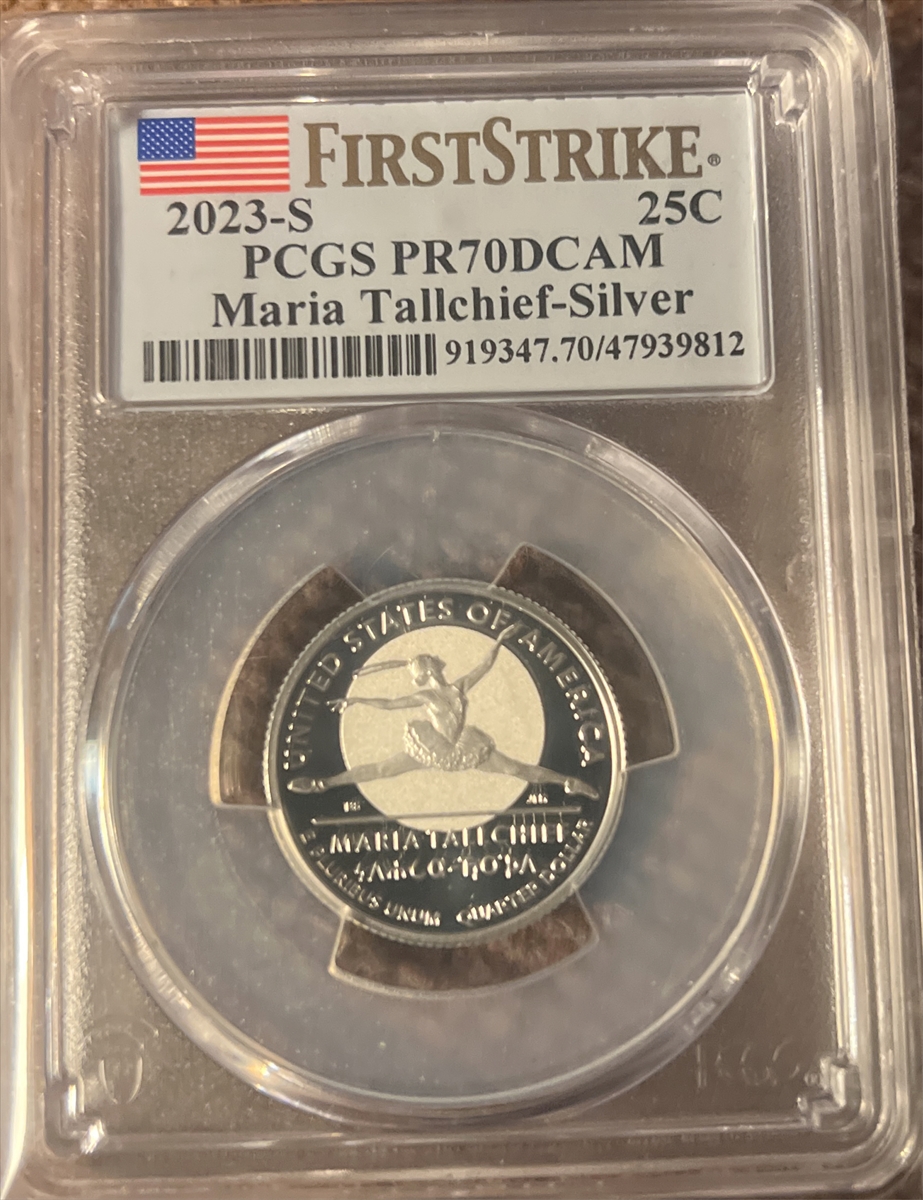 FIRSTSTRIKE®
2023-S 25C
PCGS PR70DCAM
Maria Tallchief-Silver
919347.70/47939812
UNITED STATES OF AMERICA
MARIA TALLCHIEF
E PLURIBUS UNUM QUARTER DOLLAR